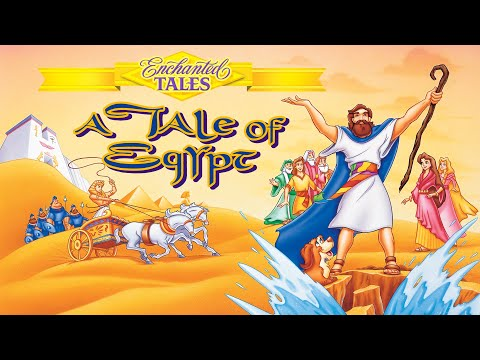 Enchanted
TALES
A TALE of
EGYPT